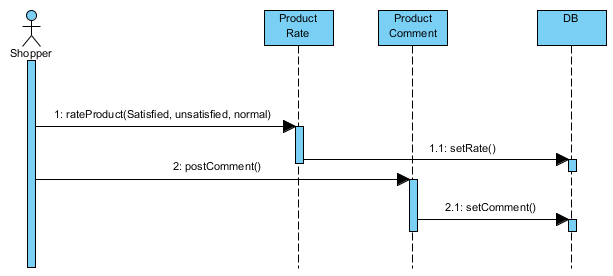 Product
Rate
Product
Comment
DB
Shopper
1: rateProduct(Satisfied, unsatisfied, normal)
1.1: setRate()
2: postComment()
2.1: setComment()